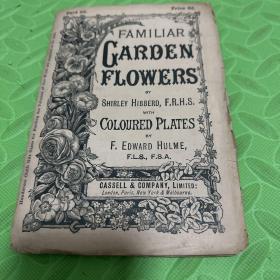 Price 6d.
FAMILIAR
GARDEN
FLOWERS
BY
SHIRLEY HIBBERD, F.R.H.S.
WITH
COLOURED PLATES
BY
F. EDWARD HULME,
F.L.S., F.S.A.
CASSELL & COMPANY, LIMITED:
London, Paris, New York & Melbourne.